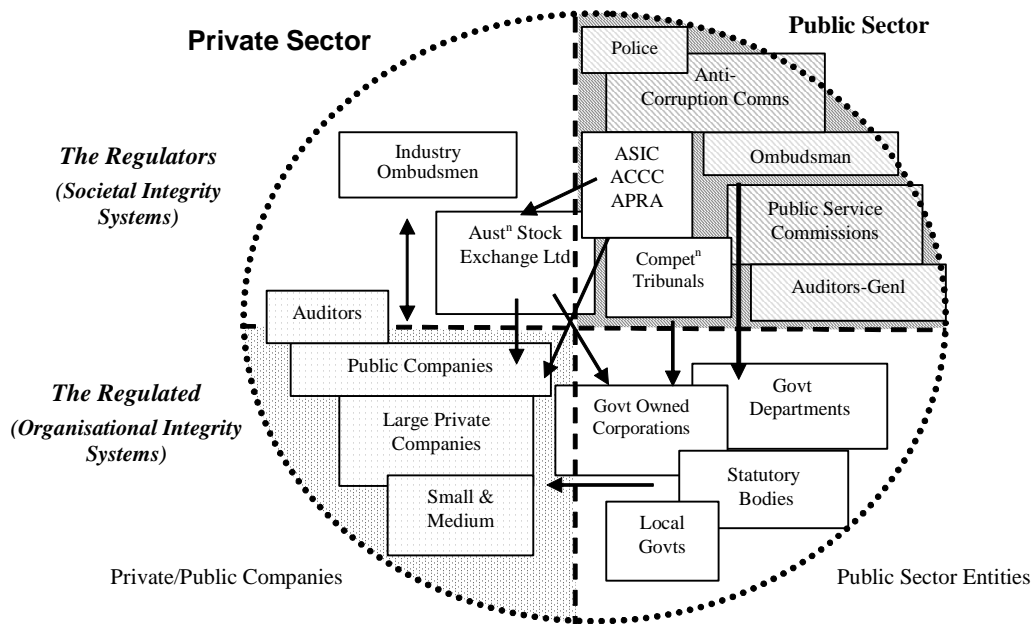 Private Sector
Public Sector
Police
Anti-
Corruption Comns
The Regulators
(Societal Integrity
Systems)
Industry
Ombudsmen
ASIC
ACCC
APRA
Ombudsman
Public Service
Commissions
Austⁿ Stock
Exchange Ltd
Competⁿ
Tribunals
Auditors-Genl
Auditors
Public Companies
The Regulated
(Organisational Integrity
Systems)
Large Private
Companies
Govt Owned
Corporations
Govt
Departments
Small &
Medium
Statutory
Bodies
Local
Govts
Private/Public Companies
Public Sector Entities